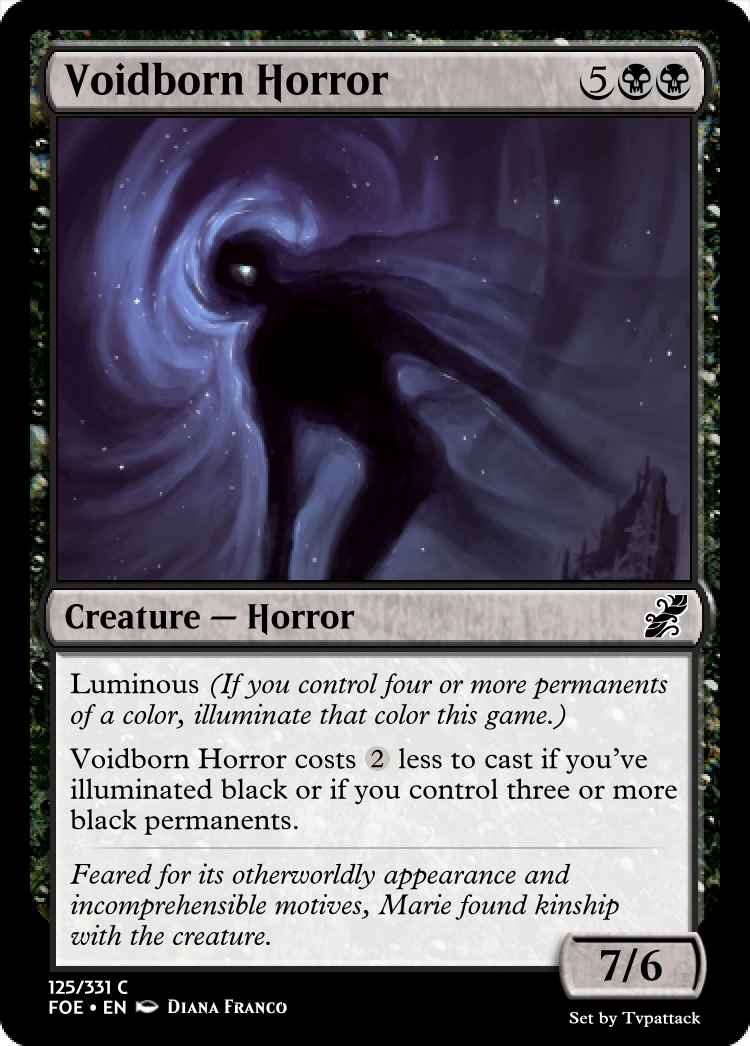 Voidborn Horror 5
Creature — Horror
Luminous (If you control four or more permanents
of a color, illuminate that color this game.)
Voidborn Horror costs 2 less to cast if you've
illuminated black or if you control three or more
black permanents.
Feared for its otherworldly appearance and
incomprehensible motives, Marie found kinship
with the creature.
7/6
125/331 C
FOE • EN Diana Franco
Set by Tvpattack